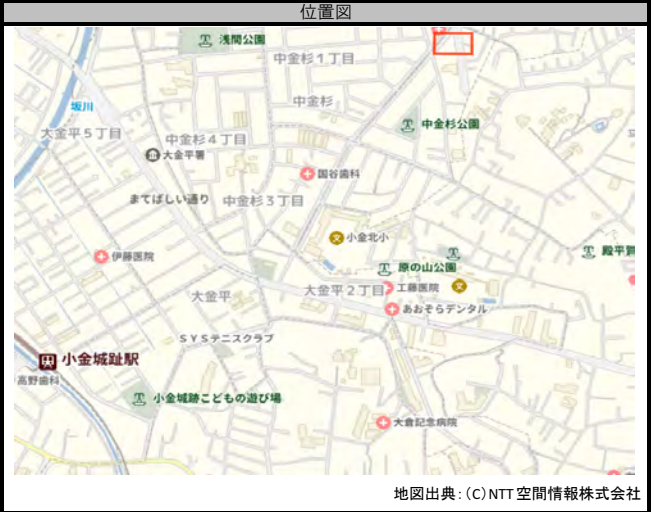 位置図
浅間公園
中金杉1丁目
坂川
中金杉
中金杉公園
大金平5丁目
中金杉4丁目
大金平署
国谷歯科
まてばしい通り
中金杉3丁目
小金北小
伊藤医院
原の山公園
殿平賀
大金平
大金平2丁目
工藤医院
あおぞらデンタル
SYSテニスクラブ
小金城趾駅
高野歯科
小金城跡こどもの遊び場
大倉記念病院
地図出典：(C)NTT空間情報株式会社